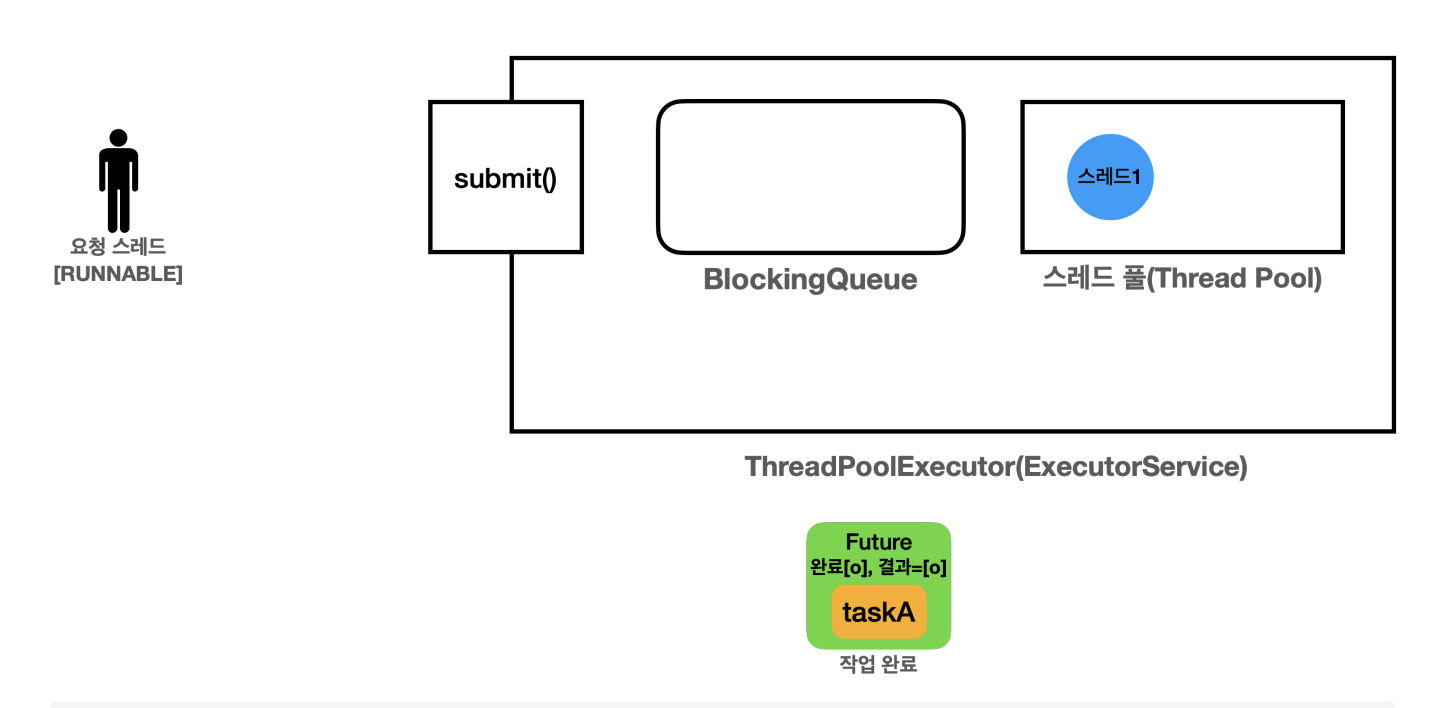 submit()
스레드1
요청 스레드
[RUNNABLE]
BlockingQueue
스레드 풀(Thread Pool)
ThreadPoolExecutor(ExecutorService)
Future
완료[o], 결과=[o]
taskA
작업 완료